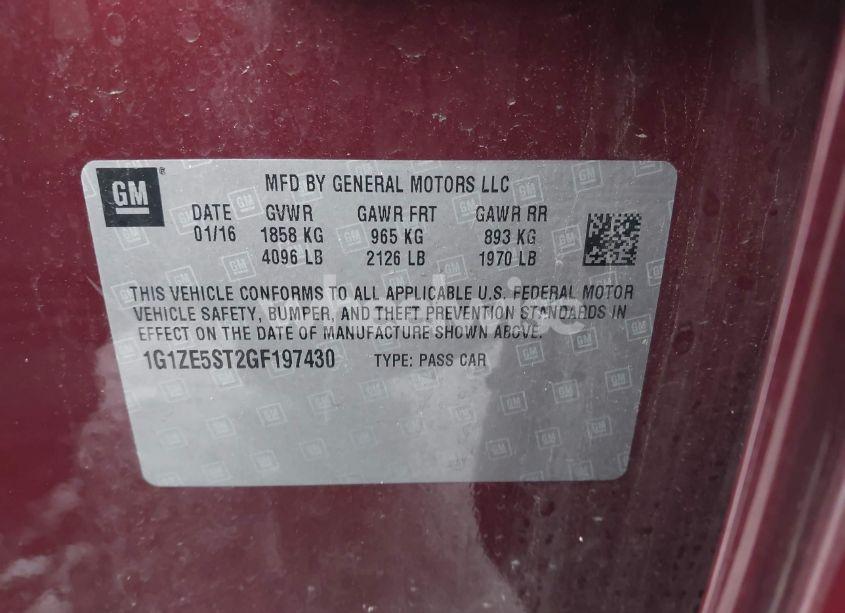 GM
MFD BY GENERAL MOTORS LLC
DATE GVWR GAWR FRT GAWR RR
01/16 1858 KG 965 KG 893 KG
4096 LB 2126 LB 1970 LB
THIS VEHICLE CONFORMS TO ALL APPLICABLE U.S. FEDERAL MOTOR
VEHICLE SAFETY, BUMPER, AND THEFT PREVENTION STANDARDS IN
EFFECT ON THE DATE OF MANUFACTURE SHOWN ABOVE.
1G1ZE5ST2GF197430 TYPE: PASS CAR